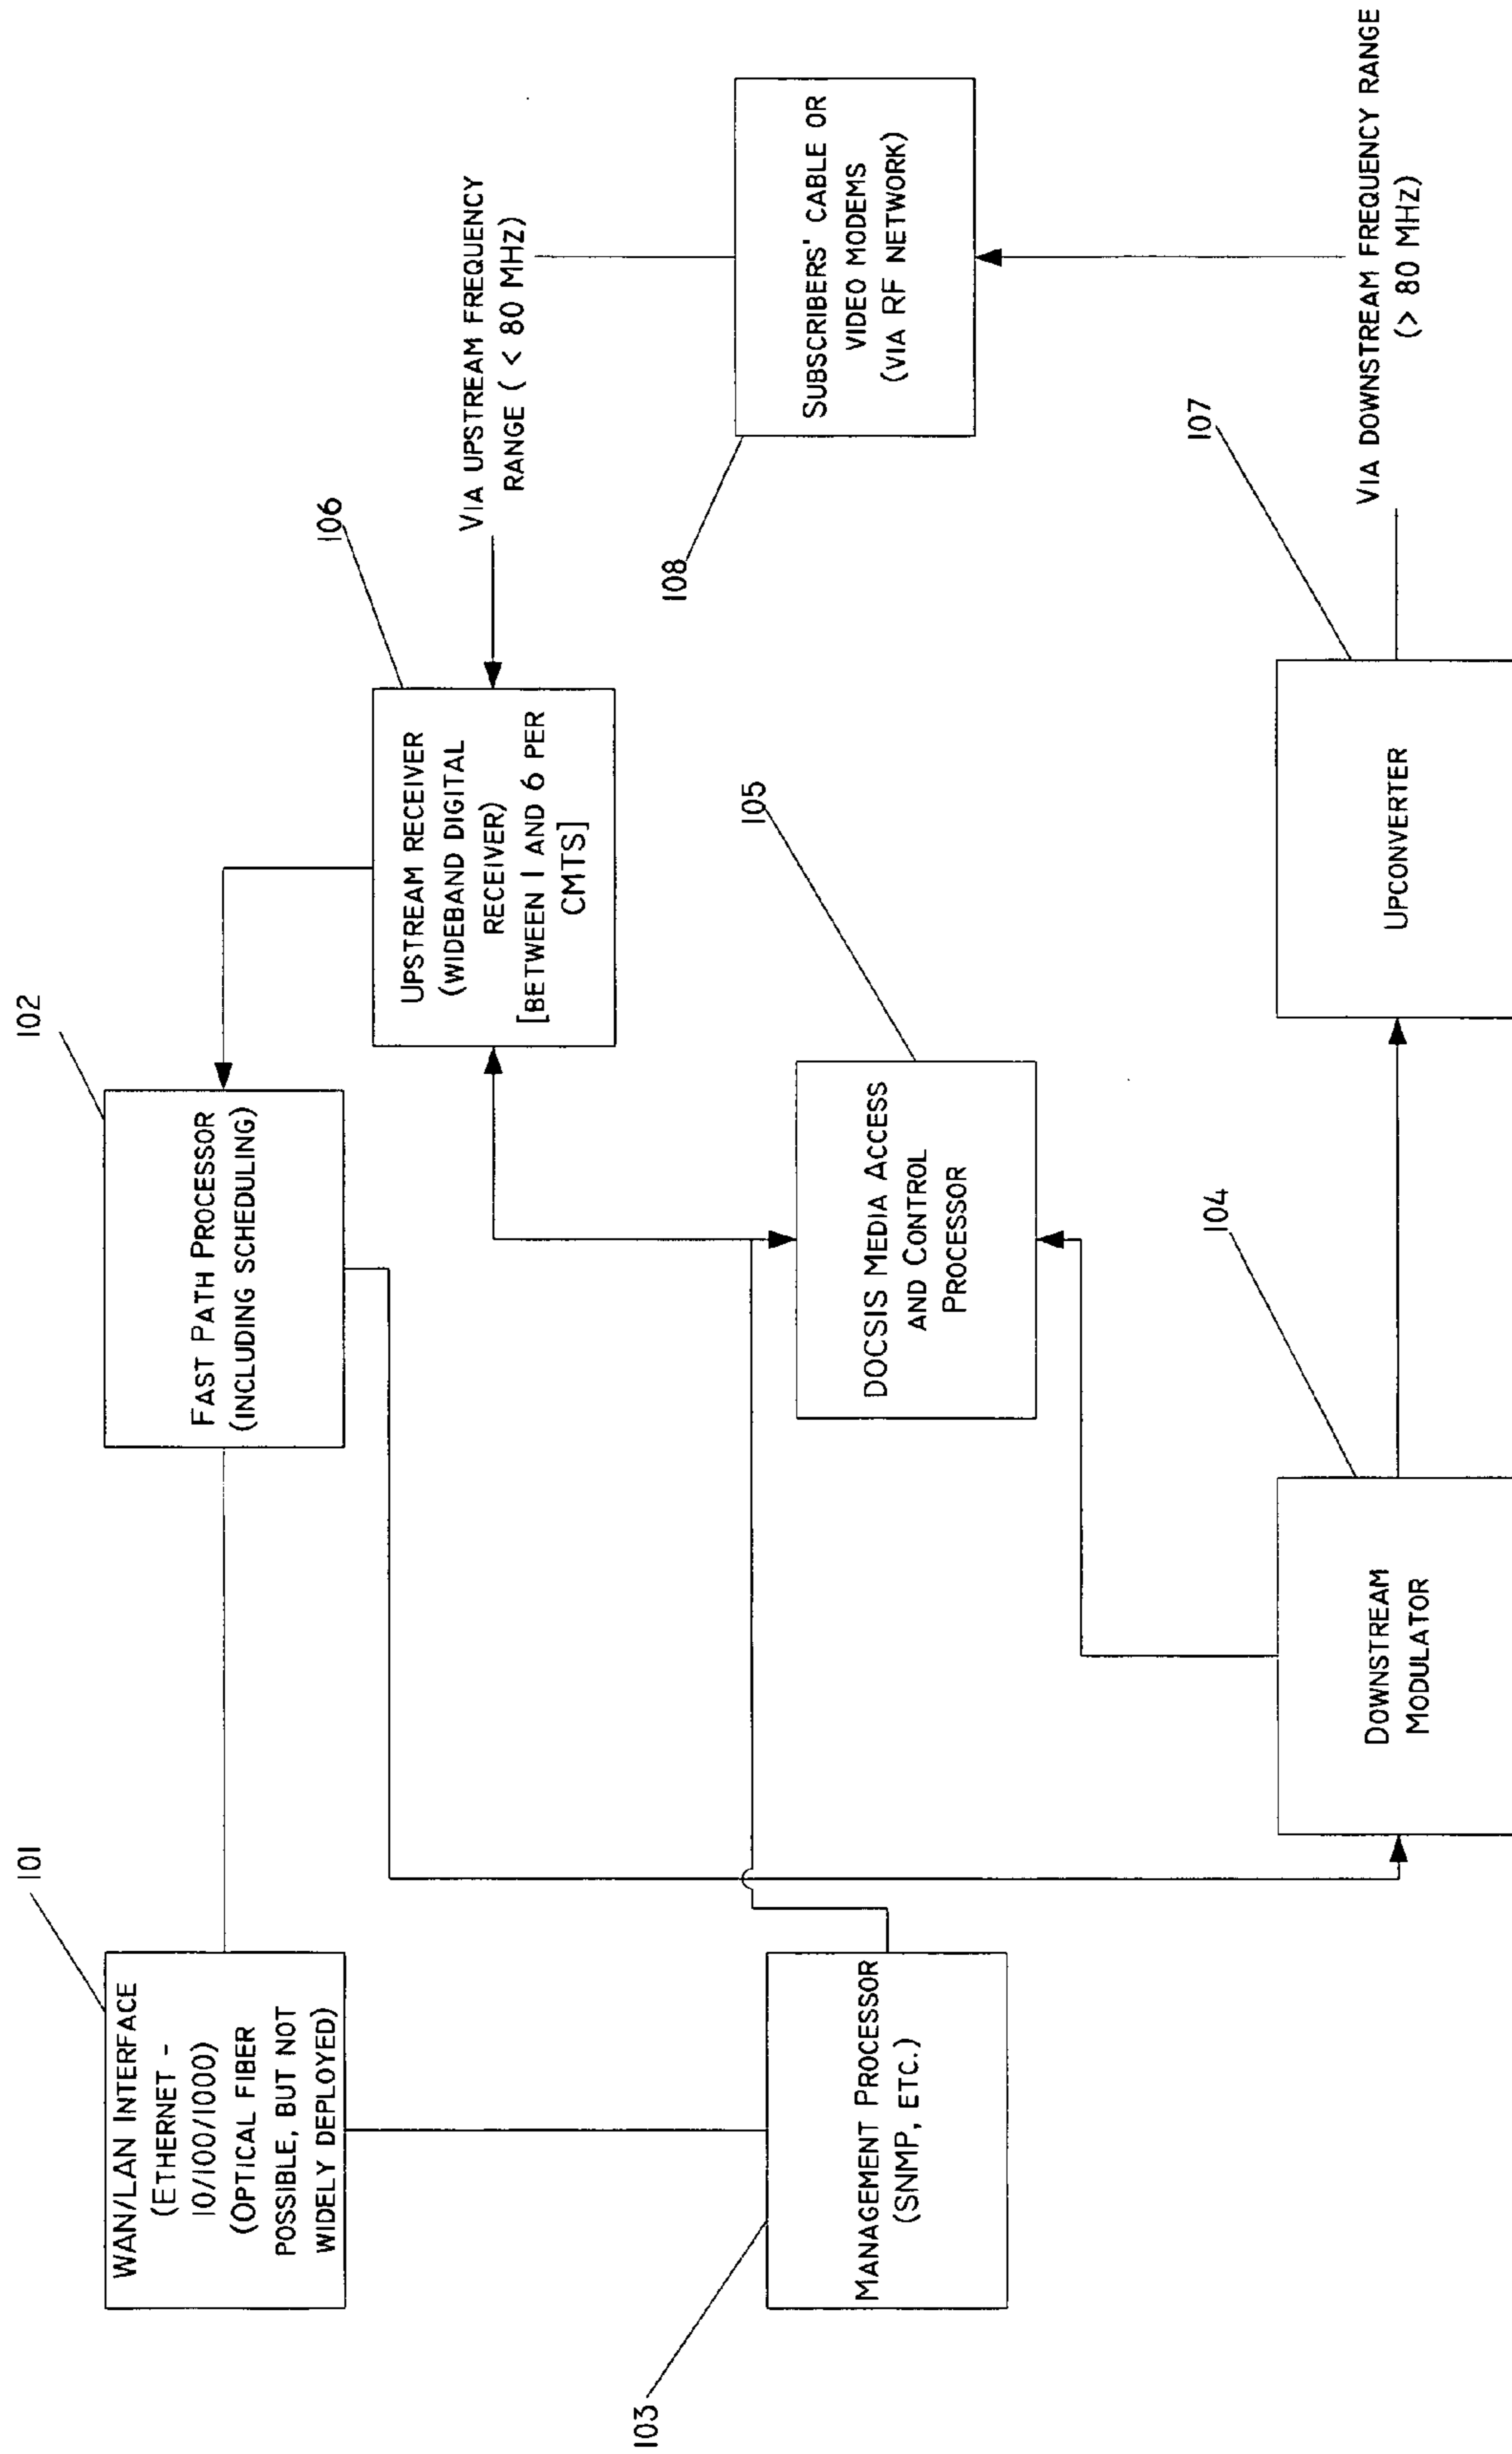 101
WAN/LAN INTERFACE
(ETHERNET -
10/100/1000)
(OPTICAL FIBER
POSSIBLE, BUT NOT
WIDELY DEPLOYED)
102
FAST PATH PROCESSOR
(INCLUDING SCHEDULING)
106
UPSTREAM RECEIVER
(WIDEBAND DIGITAL
RECEIVER)
[BETWEEN 1 AND 6 PER
CMTS]
VIA UPSTREAM FREQUENCY
RANGE ( < 80 MHZ)
103
MANAGEMENT PROCESSOR
(SNMP, ETC.)
105
DOCSIS MEDIA ACCESS
AND CONTROL
PROCESSOR
108
SUBSCRIBERS' CABLE OR
VIDEO MODEMS
(VIA RF NETWORK)
104
DOWNSTREAM
MODULATOR
107
UPCONVERTER
VIA DOWNSTREAM FREQUENCY RANGE
(> 80 MHZ)